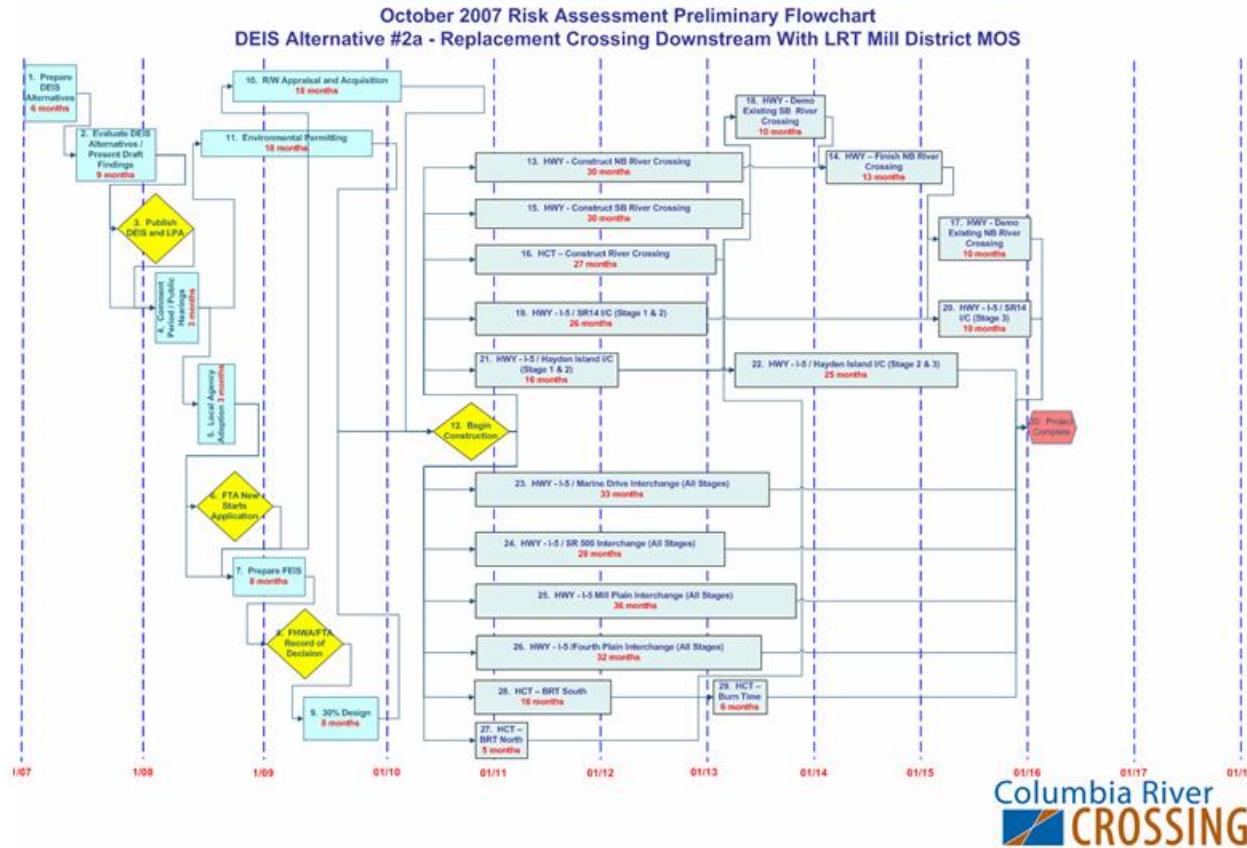 October 2007 Risk Assessment Preliminary Flowchart
DEIS Alternative #2a - Replacement Crossing Downstream With LRT Mill District MOS
1. Prepare
DEIS
Alternatives
6 months
2. Evaluate DEIS
Alternatives /
Present Draft
Findings
9 months
3. Publish
DEIS and LPA
4. Comment
Period / Public
Hearings
3 months
5. Local Agency
Adoption 3 months
6. FTA New
Starts
Application
7. Prepare FEIS
8 months
8. FHWA/FTA
Record of
Decision
9. 30% Design
8 months
10. R/W Appraisal and Acquisition
18 months
11. Environmental Permitting
18 months
12. Begin
Construction
13. HWY - Construct NB River Crossing
30 months
15. HWY - Construct SB River Crossing
30 months
16. HCT – Construct River Crossing
27 months
19. HWY - I-5 / SR14 I/C (Stage 1 & 2)
26 months
21. HWY - I-5 / Hayden Island I/C
(Stage 1 & 2)
16 months
18. HWY - Demo
Existing SB River
Crossing
10 months
14. HWY – Finish NB River
Crossing
13 months
17. HWY - Demo
Existing NB River
Crossing
10 months
20. HWY - I-5 / SR14
I/C (Stage 3)
10 months
22. HWY - I-5 / Hayden Island I/C (Stage 2 & 3)
25 months
30. Project
Complete
23. HWY - I-5 / Marine Drive Interchange (All Stages)
33 months
24. HWY - I-5 / SR 500 Interchange (All Stages)
28 months
25. HWY - I-5 Mill Plain Interchange (All Stages)
36 months
26. HWY - I-5 /Fourth Plain Interchange (All Stages)
32 months
28. HCT – BRT South
16 months
29. HCT –
Burn Time
6 months
27. HCT –
BRT North
5 months
1/07 1/08 1/09 01/10 01/11 01/12 01/13 01/14 01/15 01/16 01/17 01/1
Columbia River
CROSSING